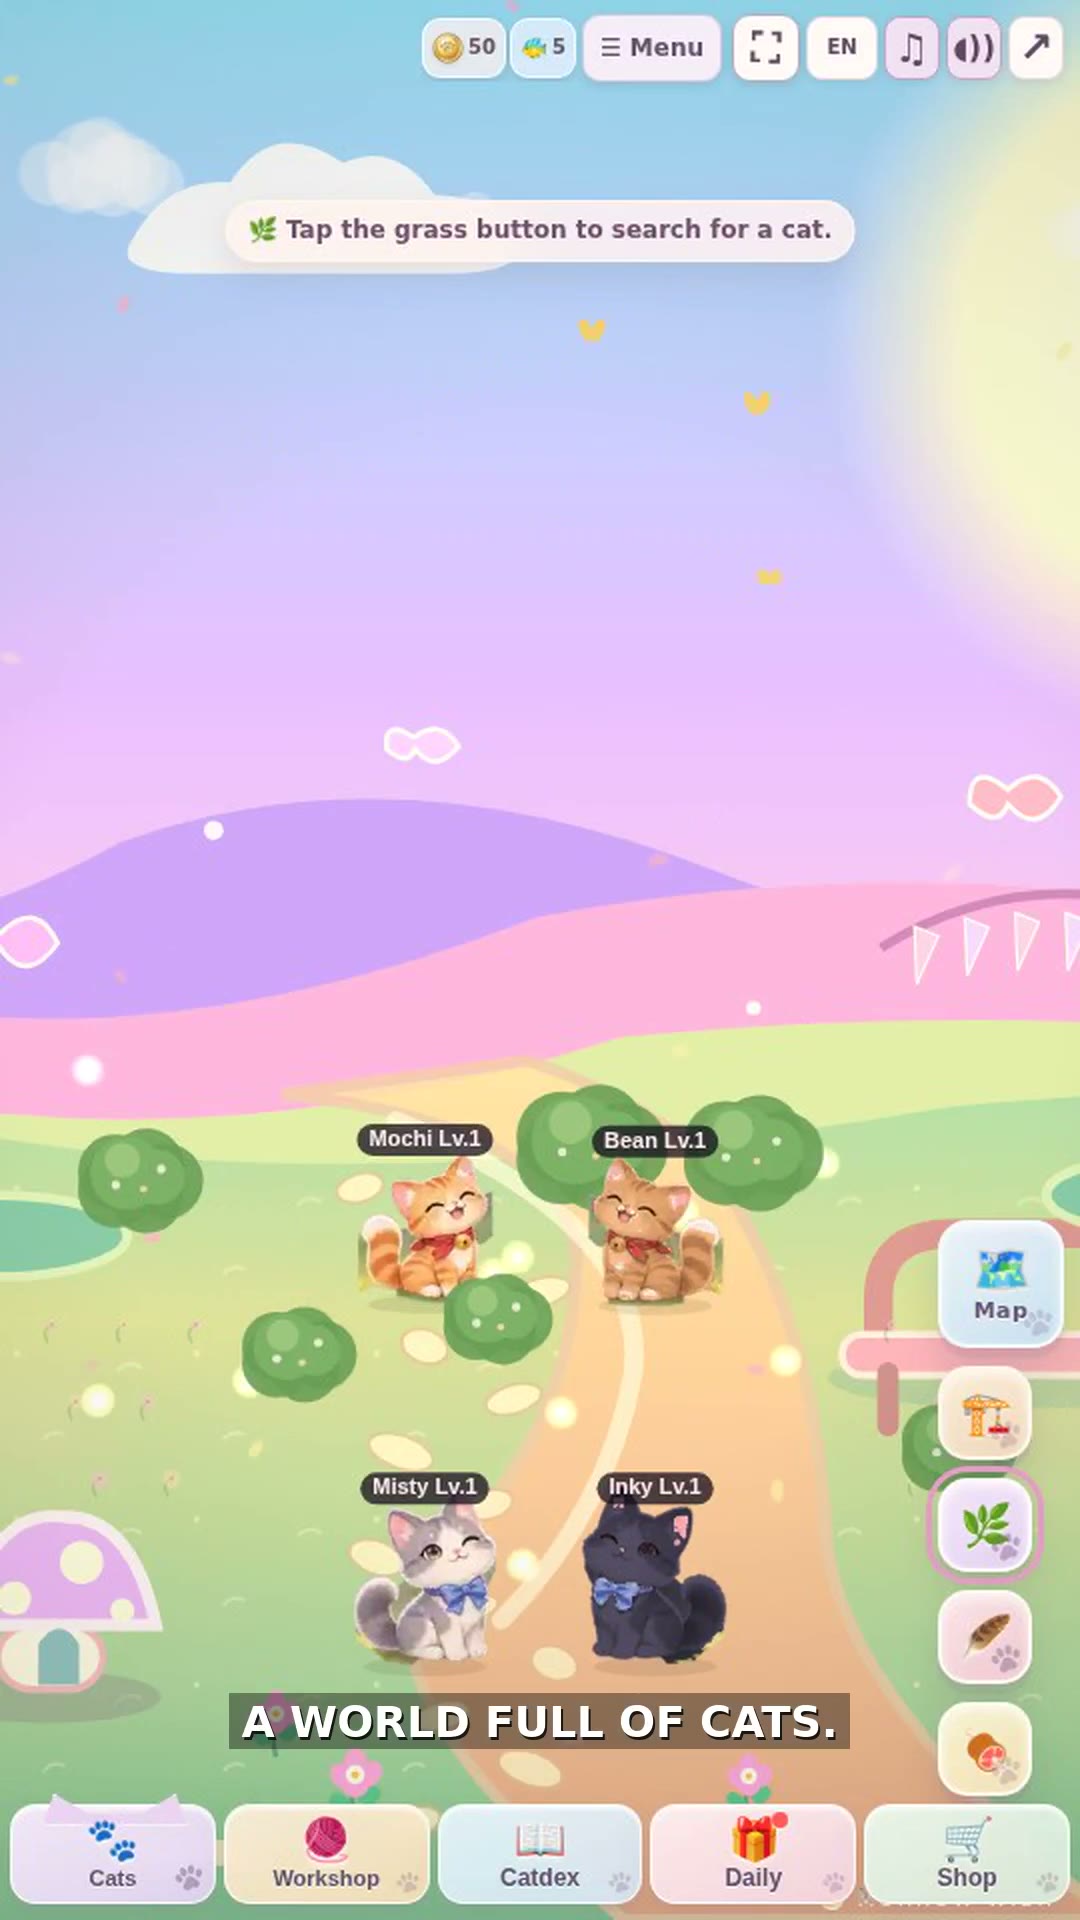 50
5
☰ Menu
EN
Tap the grass button to search for a cat.
Mochi Lv.1
Bean Lv.1
Map
Misty Lv.1
Inky Lv.1
A WORLD FULL OF CATS.
Cats
Workshop
Catdex
Daily
Shop